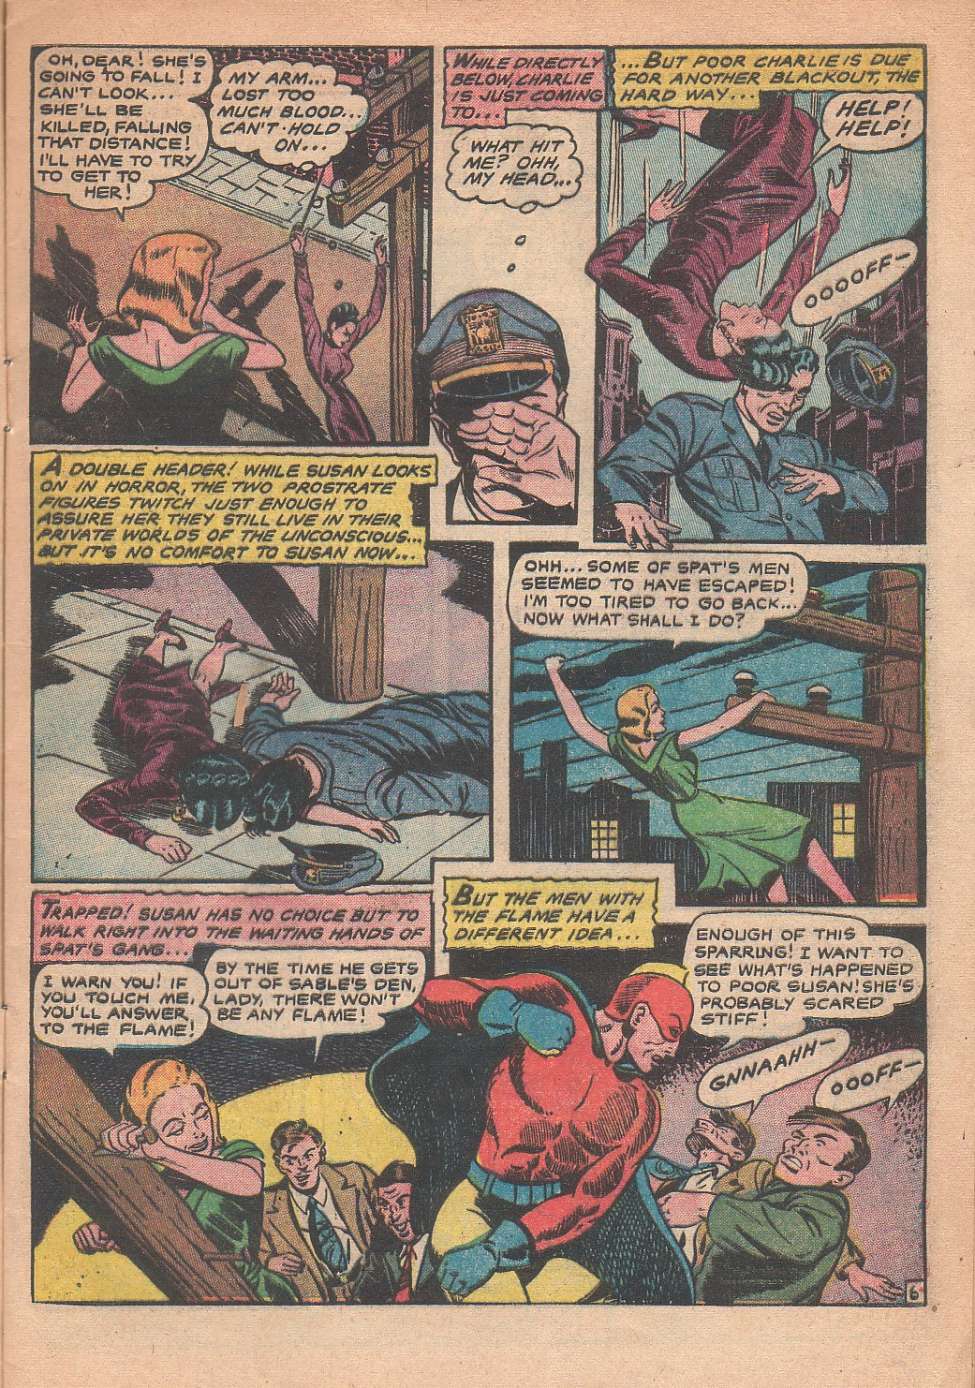 OH, DEAR! SHE'S
GOING TO FALL! I
CAN'T LOOK...
SHE'LL BE
KILLED, FALLING
THAT DISTANCE!
I'LL HAVE TO TRY
TO GET TO
HER!
MY ARM...
LOST TOO
MUCH BLOOD...
CAN'T HOLD
ON...
WHILE DIRECTLY
BELOW, CHARLIE
IS JUST COMING
TO...
WHAT HIT
ME? OHH,
MY HEAD...
...BUT POOR CHARLIE IS DUE
FOR ANOTHER BLACKOUT, THE
HARD WAY...
HELP!
HELP!
OOOOFF-
A DOUBLE HEADER! WHILE SUSAN LOOKS
ON IN HORROR, THE TWO PROSTRATE
FIGURES TWITCH JUST ENOUGH TO
ASSURE HER THEY STILL LIVE IN THEIR
PRIVATE WORLDS OF THE UNCONSCIOUS...
BUT IT'S NO COMFORT TO SUSAN NOW...
OHH... SOME OF SPAT'S MEN
SEEMED TO HAVE ESCAPED!
I'M TOO TIRED TO GO BACK...
NOW WHAT SHALL I DO?
TRAPPED! SUSAN HAS NO CHOICE BUT TO
WALK RIGHT INTO THE WAITING HANDS OF
SPAT'S GANG...
I WARN YOU! IF
YOU TOUCH ME,
YOU'LL ANSWER
TO THE FLAME!
BY THE TIME HE GETS
OUT OF SABLE'S DEN,
LADY, THERE WON'T
BE ANY FLAME!
BUT THE MEN WITH
THE FLAME HAVE A
DIFFERENT IDEA...
ENOUGH OF THIS
SPARRING! I WANT TO
SEE WHAT'S HAPPENED
TO POOR SUSAN! SHE'S
PROBABLY SCARED
STIFF!
GNNAAHH-
OOOFF-
6